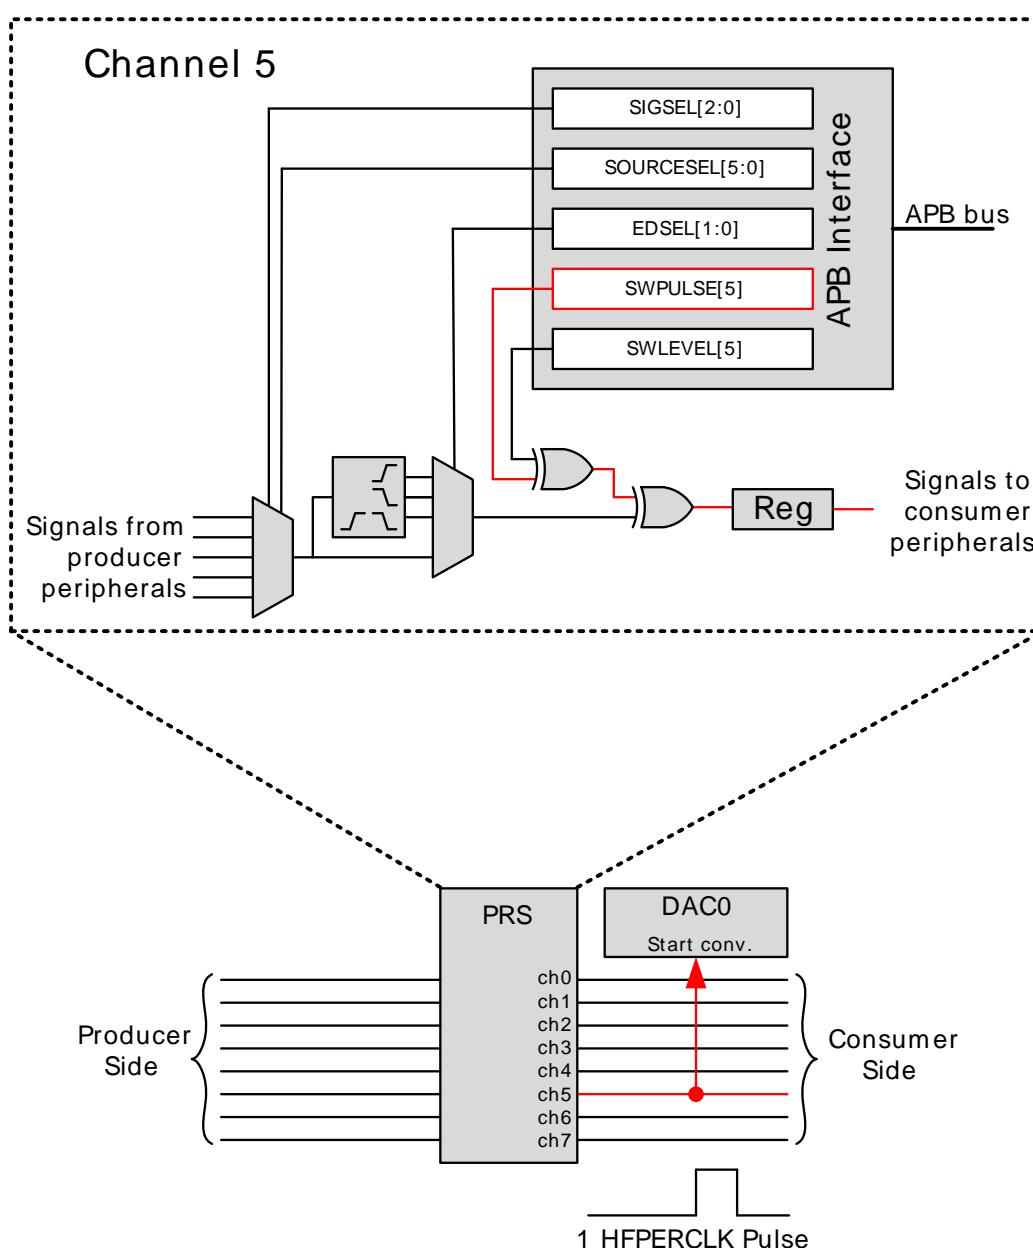 Channel 5
SIGSEL[2:0]
SOURCESEL[5:0]
EDSEL[1:0]
SWPULSE[5]
SWLEVEL[5]
APB Interface
APB bus
Signals from
producer
peripherals
Reg
Signals to
consumer
peripherals
PRS
DAC0
Start conv.
ch0
ch1
ch2
ch3
ch4
ch5
ch6
ch7
Producer
Side
Consumer
Side
1 HFPERCLK Pulse